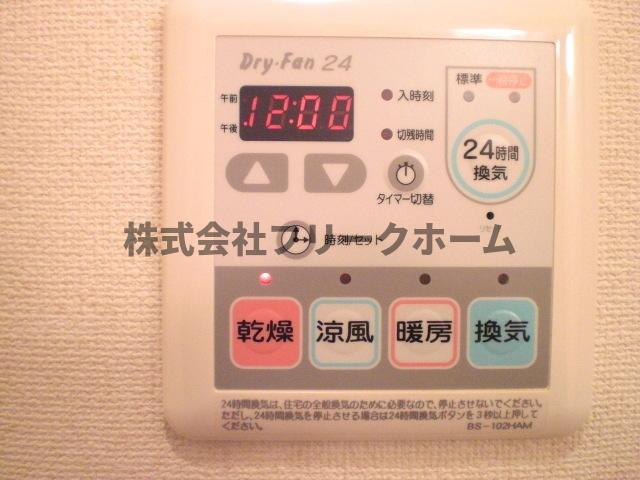 Dry・Fan 24
午前
12:00
午後
入時刻
切残時間
タイマー切替
標準
24時間
換気
時刻/セット
株式会社フリークホーム
乾燥
涼風
暖房
換気
24時間換気は、住宅の全般換気のために必要なので、停止させないでください。
ただし、24時間換気を停止させる場合は24時間換気ボタンを3秒以上押して
ください。
BS-102HAM